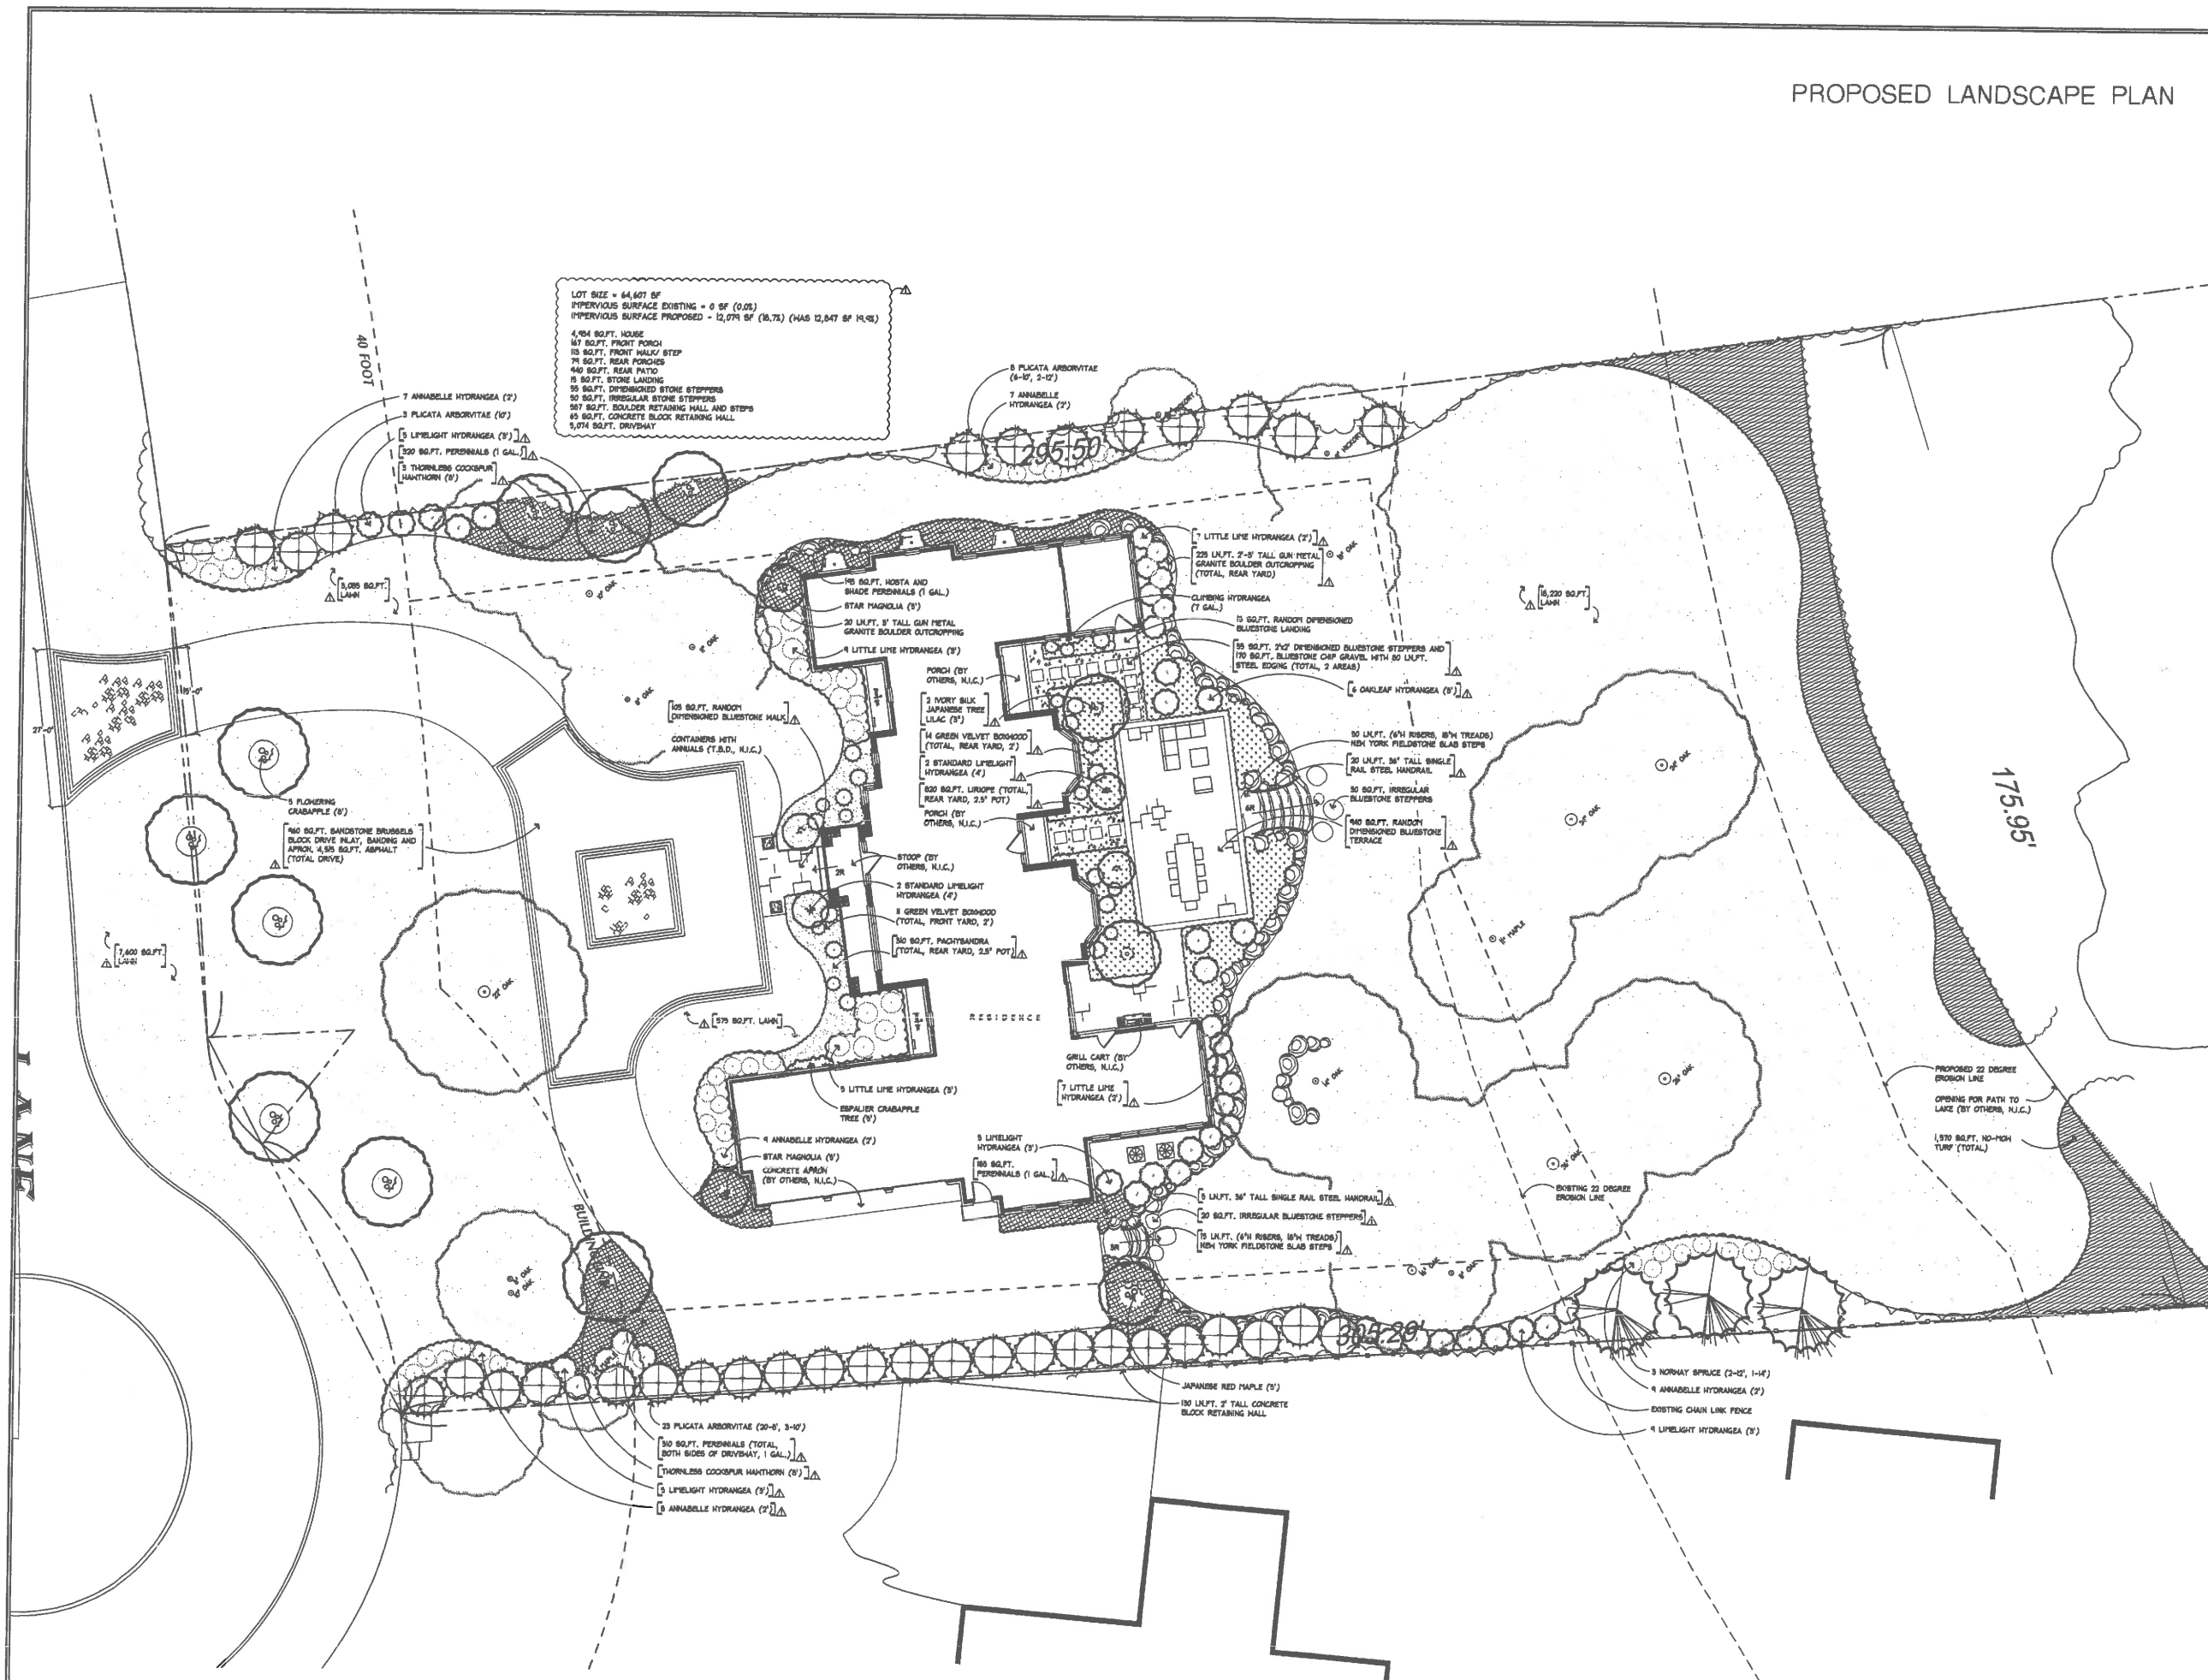 PROPOSED LANDSCAPE PLAN
LOT SIZE = 64,607 SF
IMPERVIOUS SURFACE EXISTING = 0 SF (0.0%)
IMPERVIOUS SURFACE PROPOSED - 12,079 SF (18.7%) (WAS 12,847 SF 19.9%)
4,984 SQ.FT. HOUSE
167 SQ.FT. FRONT PORCH
113 SQ.FT. FRONT WALK/ STEP
79 SQ.FT. REAR PORCHES
940 SQ.FT. REAR PATIO
15 SQ.FT. STONE LANDING
55 SQ.FT. DIMENSIONED STONE STEPPERS
50 SQ.FT. IRREGULAR STONE STEPPERS
587 SQ.FT. BOULDER RETAINING WALL AND STEPS
65 SQ.FT. CONCRETE BLOCK RETAINING WALL
5,074 SQ.FT. DRIVEWAY
40 FOOT
7 ANNABELLE HYDRANGEA (2')
3 PLICATA ARBORVITAE (10')
[5 LIMELIGHT HYDRANGEA (3')]
[320 SQ.FT. PERENNIALS (1 GAL.)]
[3 THORNLESS COCKSPUR
HAWTHORN (8')]
8 PLICATA ARBORVITAE
(6-10', 2-12')
7 ANNABELLE
HYDRANGEA (2')
295.50'
[3,085 SQ.FT.
LAWN]
10" OAK
195 SQ.FT. HOSTA AND
SHADE PERENNIALS (1 GAL.)
STAR MAGNOLIA (5')
20 LN.FT. 3' TALL GUN METAL
GRANITE BOULDER OUTCROPPING
9 LITTLE LIME HYDRANGEA (3')
PORCH (BY
OTHERS, N.I.C.)
[7 LITTLE LIME HYDRANGEA (2')]
[225 LN.FT. 2'-3' TALL GUN METAL
GRANITE BOULDER OUTCROPPING
(TOTAL, REAR YARD)]
CLIMBING HYDRANGEA
(7 GAL.)
15 SQ.FT. RANDOM DIMENSIONED
BLUESTONE LANDING
[55 SQ.FT. 2'x2' DIMENSIONED BLUESTONE STEPPERS AND
170 SQ.FT. BLUESTONE CHIP GRAVEL WITH 80 LN.FT.
STEEL EDGING (TOTAL, 2 AREAS)]
[6 OAKLEAF HYDRANGEA (3')]
[18,220 SQ.FT.
LAWN]
[105 SQ.FT. RANDOM
DIMENSIONED BLUESTONE WALK]
CONTAINERS WITH
ANNUALS (T.B.D., N.I.C.)
[2 IVORY SILK
JAPANESE TREE
LILAC (3")]
[14 GREEN VELVET BOXWOOD
(TOTAL, REAR YARD, 2')]
[2 STANDARD LIMELIGHT
HYDRANGEA (4')]
[820 SQ.FT. LIRIOPE (TOTAL,
REAR YARD, 2.5" POT)]
PORCH (BY
OTHERS, N.I.C.)
50 LN.FT. (6"H RISERS, 18"W TREADS)
NEW YORK FIELDSTONE SLAB STEPS
[20 LN.FT. 36" TALL SINGLE
RAIL STEEL HANDRAIL]
30 SQ.FT. IRREGULAR
BLUESTONE STEPPERS
[940 SQ.FT. RANDOM
DIMENSIONED BLUESTONE
TERRACE]
6R
15'-0"
27'-0"
5 FLOWERING
CRABAPPLE (8')
[960 SQ.FT. SANDSTONE BRUSSELS
BLOCK DRIVE INLAY, BANDING AND
APRON, 4,515 SQ.FT. ASPHALT
(TOTAL DRIVE)]
STOOP (BY
OTHERS, N.I.C.)
2R
2 STANDARD LIMELIGHT
HYDRANGEA (4')
8 GREEN VELVET BOXWOOD
(TOTAL, FRONT YARD, 2')
[310 SQ.FT. PACHYSANDRA
(TOTAL, REAR YARD, 2.5" POT)]
11" MAPLE
[7,600 SQ.FT.
LAWN]
22" OAK
[575 SQ.FT. LAWN]
RESIDENCE
175.95'
GRILL CART (BY
OTHERS, N.I.C.)
[7 LITTLE LIME
HYDRANGEA (2')]
14" OAK
5 LITTLE LIME HYDRANGEA (3')
ESPALIER CRABAPPLE
TREE (5')
9 ANNABELLE HYDRANGEA (2')
STAR MAGNOLIA (5')
CONCRETE APRON
(BY OTHERS, N.I.C.)
5 LIMELIGHT
HYDRANGEA (3')
[185 SQ.FT.
PERENNIALS (1 GAL.)]
PROPOSED 22 DEGREE
EROSION LINE
OPENING FOR PATH TO
LAKE (BY OTHERS, N.I.C.)
1,570 SQ.FT. NO-MOW
TURF (TOTAL)
EXISTING 22 DEGREE
EROSION LINE
[5 LN.FT. 36" TALL SINGLE RAIL STEEL HANDRAIL]
[20 SQ.FT. IRREGULAR BLUESTONE STEPPERS]
[15 LN.FT. (6"H RISERS, 18"W TREADS)
NEW YORK FIELDSTONE SLAB STEPS]
LANE
305.29'
JAPANESE RED MAPLE (5')
130 LN.FT. 2' TALL CONCRETE
BLOCK RETAINING WALL
3 NORWAY SPRUCE (2-12', 1-14')
9 ANNABELLE HYDRANGEA (2')
EXISTING CHAIN LINK FENCE
9 LIMELIGHT HYDRANGEA (3')
23 PLICATA ARBORVITAE (20-8', 3-10')
[310 SQ.FT. PERENNIALS (TOTAL,
BOTH SIDES OF DRIVEWAY, 1 GAL.)]
[THORNLESS COCKSPUR HAWTHORN (8')]
[5 LIMELIGHT HYDRANGEA (3')]
[8 ANNABELLE HYDRANGEA (2')]